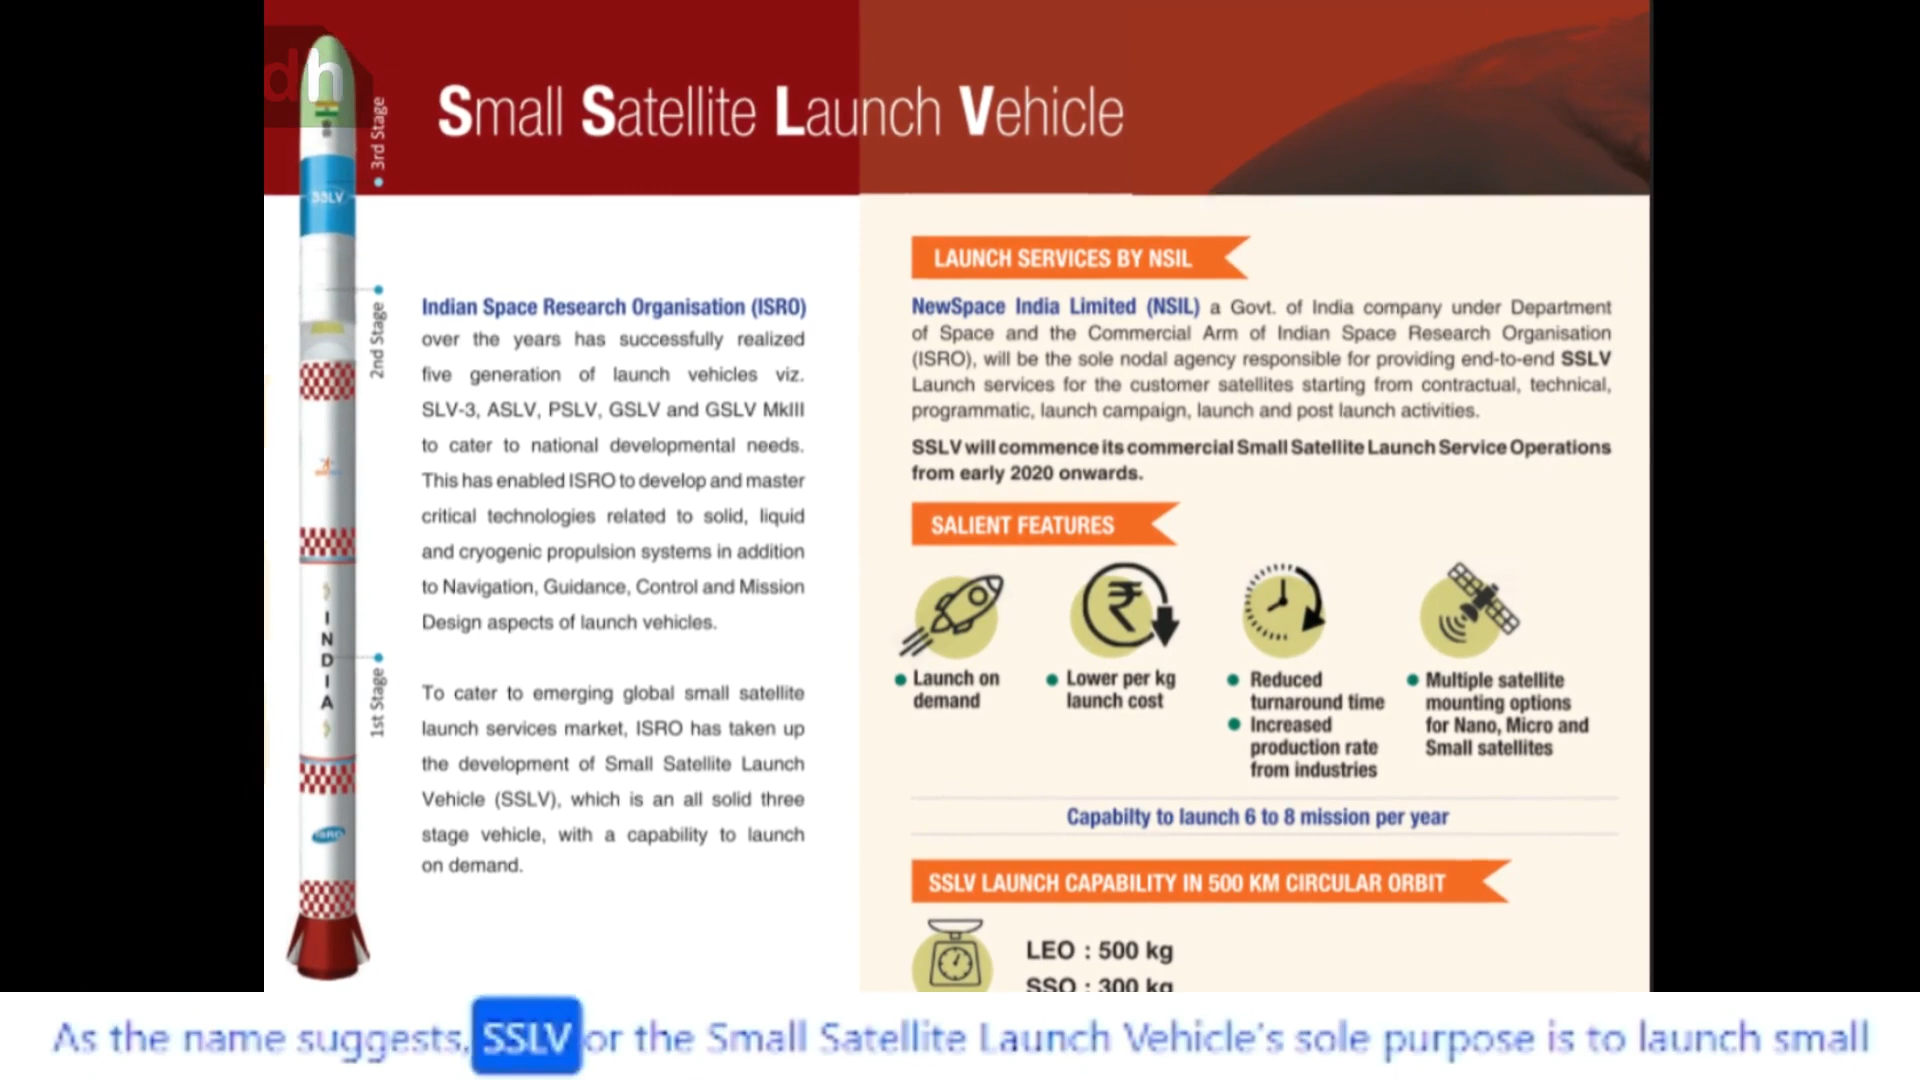 dh
Small Satellite Launch Vehicle
3rd Stage
SSLV
2nd Stage
INDIA
1st Stage
ISRO
Indian Space Research Organisation (ISRO)
over the years has successfully realized
five generation of launch vehicles viz.
SLV-3, ASLV, PSLV, GSLV and GSLV MkIII
to cater to national developmental needs.
This has enabled ISRO to develop and master
critical technologies related to solid, liquid
and cryogenic propulsion systems in addition
to Navigation, Guidance, Control and Mission
Design aspects of launch vehicles.
To cater to emerging global small satellite
launch services market, ISRO has taken up
the development of Small Satellite Launch
Vehicle (SSLV), which is an all solid three
stage vehicle, with a capability to launch
on demand.
LAUNCH SERVICES BY NSIL
NewSpace India Limited (NSIL) a Govt. of India company under Department
of Space and the Commercial Arm of Indian Space Research Organisation
(ISRO), will be the sole nodal agency responsible for providing end-to-end SSLV
Launch services for the customer satellites starting from contractual, technical,
programmatic, launch campaign, launch and post launch activities.
SSLV will commence its commercial Small Satellite Launch Service Operations
from early 2020 onwards.
SALIENT FEATURES
₹
• Launch on
demand
• Lower per kg
launch cost
• Reduced
turnaround time
• Increased
production rate
from industries
• Multiple satellite
mounting options
for Nano, Micro and
Small satellites
Capabilty to launch 6 to 8 mission per year
SSLV LAUNCH CAPABILITY IN 500 KM CIRCULAR ORBIT
LEO : 500 kg
SSO : 300 kg
As the name suggests, SSLV or the Small Satellite Launch Vehicle's sole purpose is to launch small